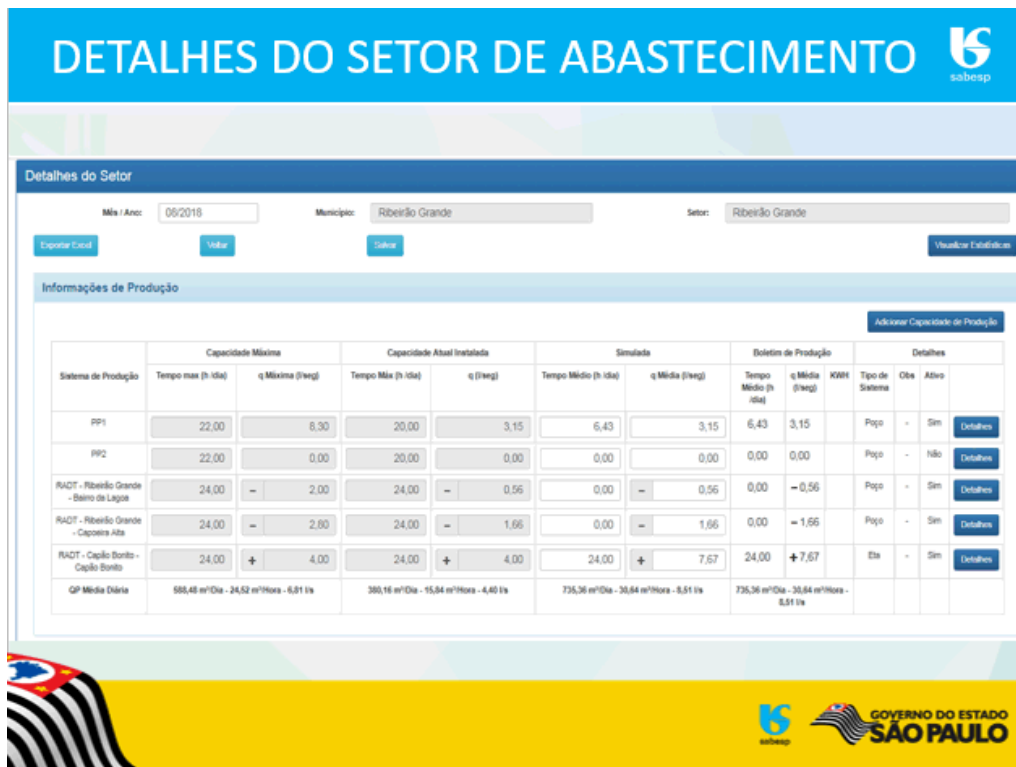 DETALHES DO SETOR DE ABASTECIMENTO
sabesp
Detalhes do Setor
Mês / Ano: 08/2018 Município: Ribeirão Grande Setor: Ribeirão Grande
Exportar Excel Voltar Salvar Visualizar Estatísticas
Informações de Produção
Adicionar Capacidade de Produção
Sistema de Produção Capacidade Máxima Capacidade Atual Instalada Simulada Boletim de Produção Detalhes
Tempo max (h /dia) q Máxima (l/seg) Tempo Máx (h /dia) q (l/seg) Tempo Médio (h /dia) q Média (l/seg) Tempo Médio (h /dia) q Média (l/seg) KWH Tipo de Sistema Obs Ativo
PP1 22,00 8,30 20,00 3,15 6,43 3,15 6,43 3,15 Poço - Sim Detalhes
PP2 22,00 0,00 20,00 0,00 0,00 0,00 0,00 0,00 Poço - Não Detalhes
RADT - Ribeirão Grande - Bairro da Lagoa 24,00 - 2,00 24,00 - 0,56 0,00 - 0,56 0,00 - 0,56 Poço - Sim Detalhes
RADT - Ribeirão Grande - Capoeira Alta 24,00 - 2,80 24,00 - 1,66 0,00 - 1,66 0,00 - 1,66 Poço - Sim Detalhes
RADT - Capão Bonito - Capão Bonito 24,00 + 4,00 24,00 + 4,00 24,00 + 7,67 24,00 +7,67 Eta - Sim Detalhes
QP Média Diária 588,48 m³/Dia - 24,52 m³/Hora - 6,81 l/s 380,16 m³/Dia - 15,84 m³/Hora - 4,40 l/s 735,36 m³/Dia - 30,64 m³/Hora - 8,51 l/s 735,36 m³/Dia - 30,64 m³/Hora - 8,51 l/s
sabesp
GOVERNO DO ESTADO
SÃO PAULO